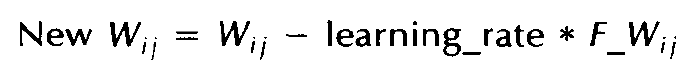 New W_ij = W_ij − learning_rate * F_W_ij